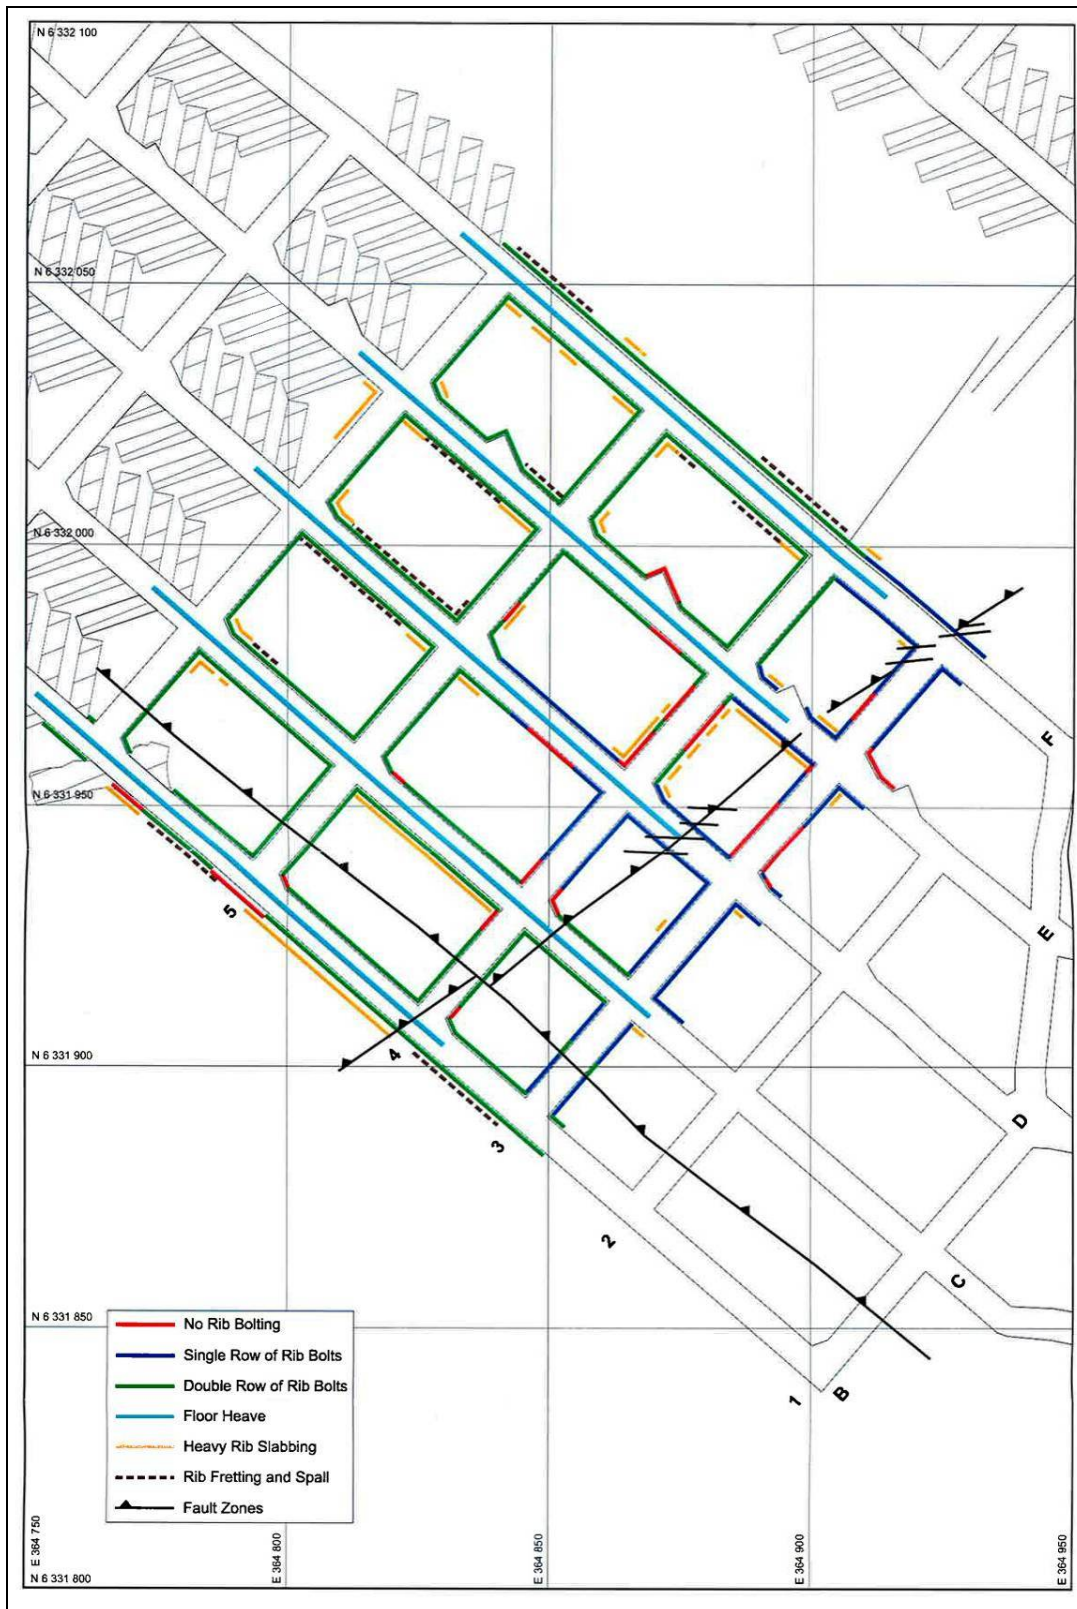 N 6 332 100
N 6 332 050
N 6 332 000
N 6 331 950
5
F
E
N 6 331 900
4
D
3
2
C
N 6 331 850
No Rib Bolting
Single Row of Rib Bolts
1
B
Double Row of Rib Bolts
Floor Heave
Heavy Rib Slabbing
Rib Fretting and Spall
Fault Zones
E 364 750
E 364 800
E 364 850
E 364 900
E 364 950
N 6 331 800